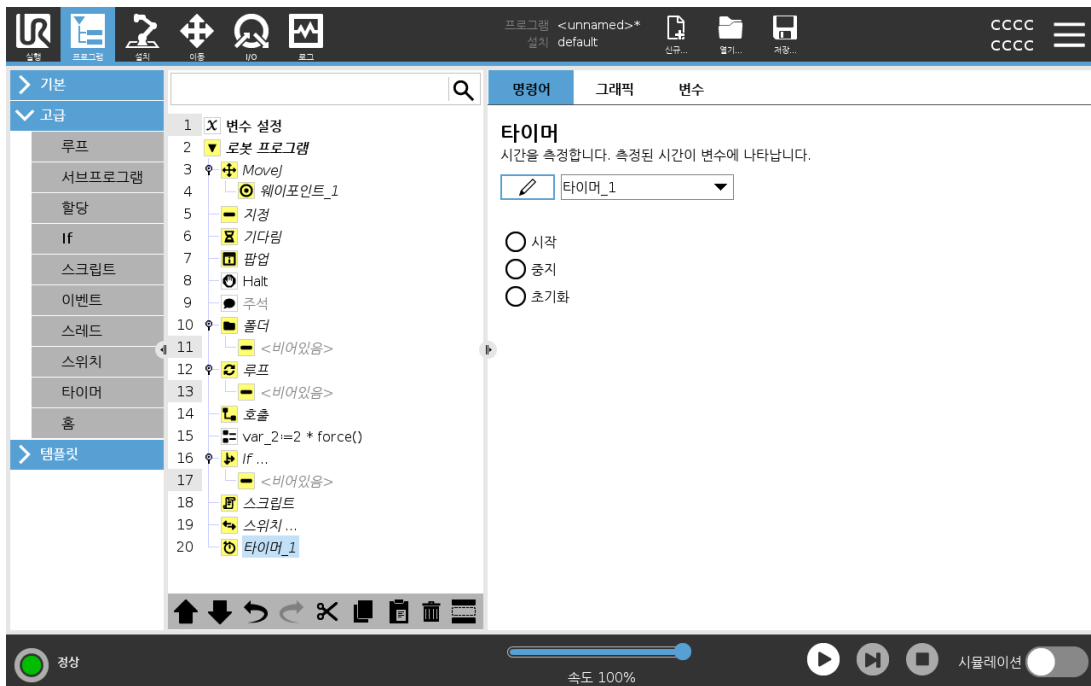 UR
실행
프로그램
설치
이동
I/O
로그
프로그램 <unnamed>*
설치 default
신규...
열기...
저장...
CCCC
CCCC
기본
고급
루프
서브프로그램
할당
If
스크립트
이벤트
스레드
스위치
타이머
홈
템플릿
1 X 변수 설정
2 로봇 프로그램
3 MoveJ
4 웨이포인트_1
5 지정
6 기다림
7 팝업
8 Halt
9 주석
10 폴더
11 <비어있음>
12 루프
13 <비어있음>
14 호출
15 var_2:=2 * force()
16 If ...
17 <비어있음>
18 스크립트
19 스위치 ...
20 타이머_1
명령어 그래픽 변수
타이머
시간을 측정합니다. 측정된 시간이 변수에 나타납니다.
타이머_1
시작
중지
초기화
정상
속도 100%
시뮬레이션